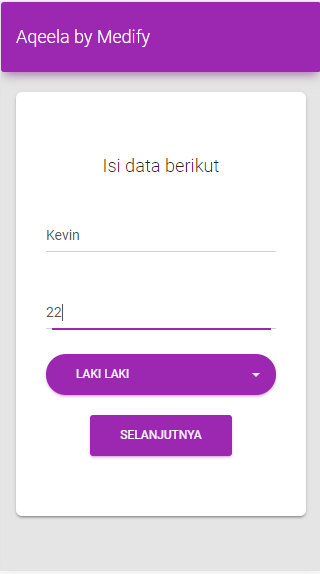 Aqeela by Medify
Isi data berikut
Kevin
22
LAKI LAKI
SELANJUTNYA